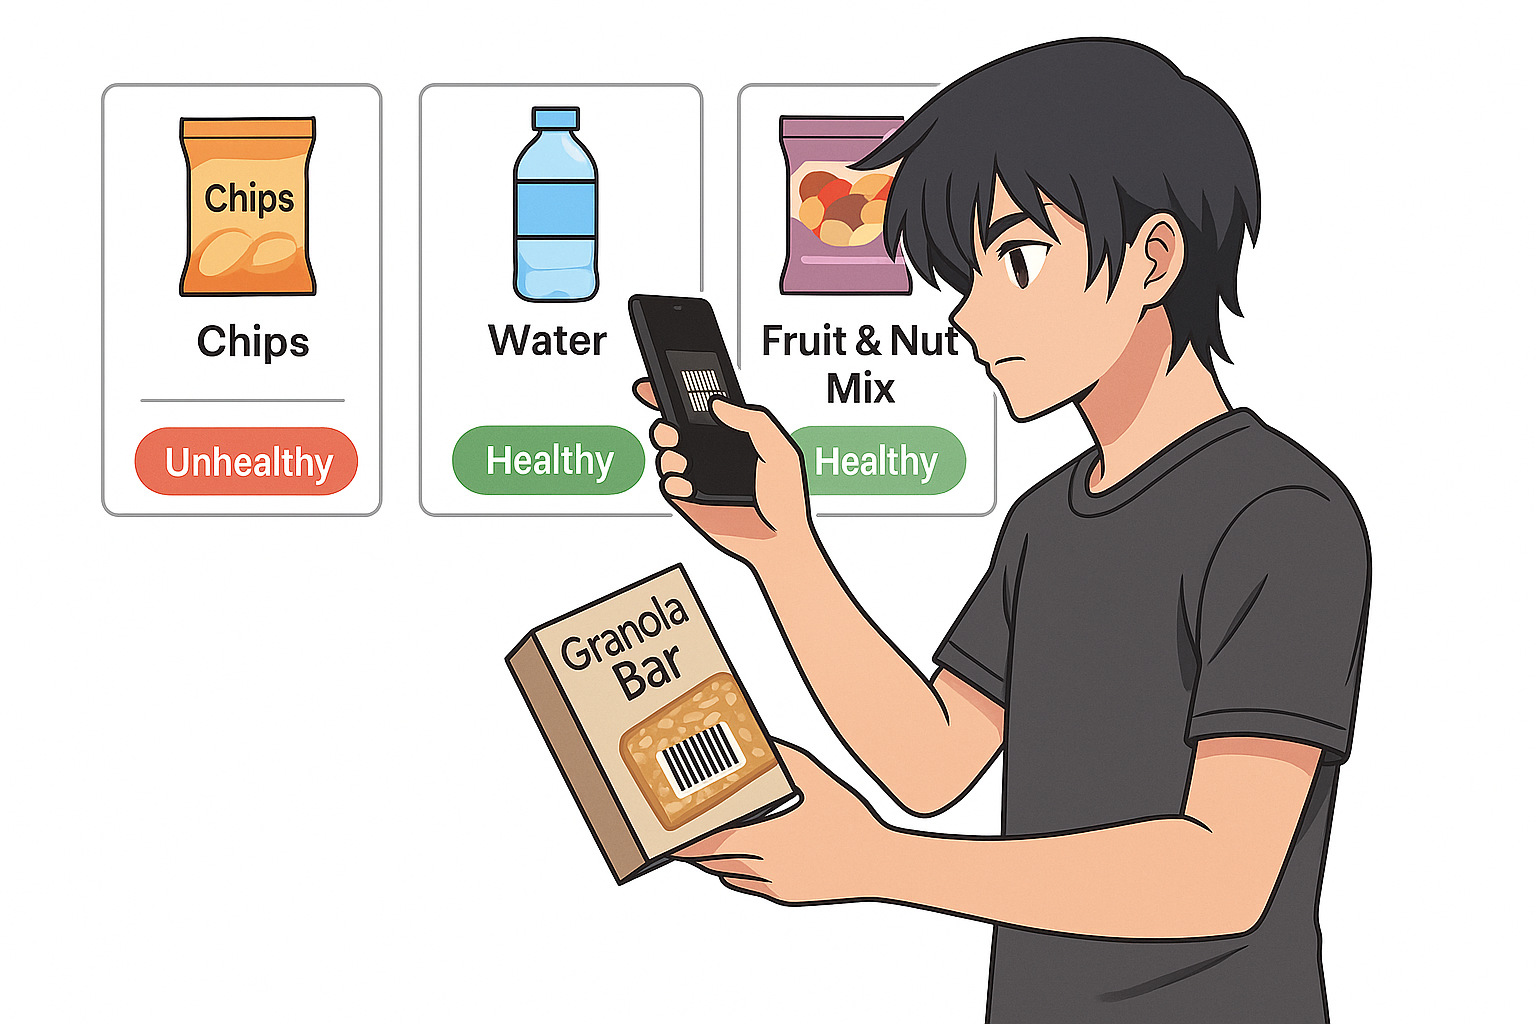 Chips
Chips
Unhealthy
Water
Healthy
Fruit & Nut
Mix
Healthy
Granola
Bar